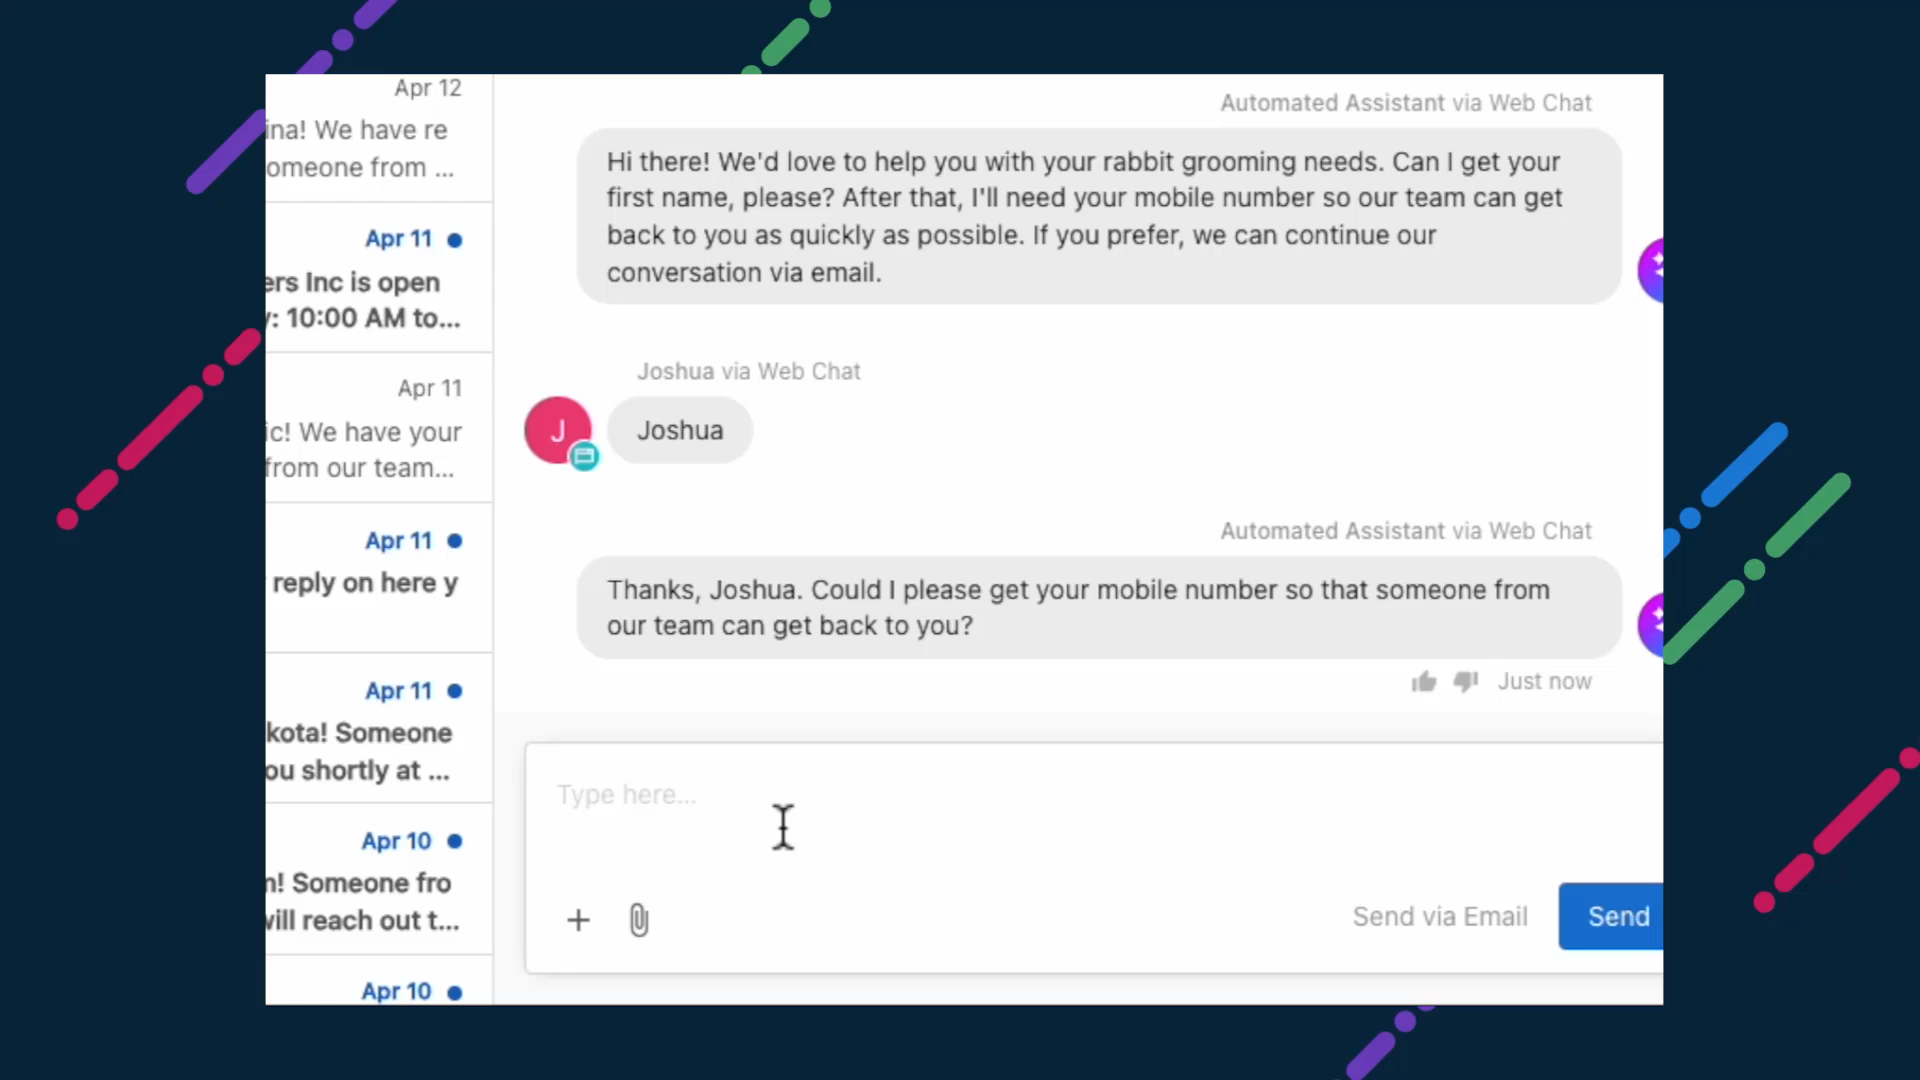 Apr 12
ina! We have re
omeone from ...
Apr 11
ers Inc is open
: 10:00 AM to...
Apr 11
ic! We have your
from our team...
Apr 11
reply on here y
Apr 11
kota! Someone
ou shortly at ...
Apr 10
! Someone fro
will reach out t...
Apr 10
Automated Assistant via Web Chat
Hi there! We'd love to help you with your rabbit grooming needs. Can I get your
first name, please? After that, I'll need your mobile number so our team can get
back to you as quickly as possible. If you prefer, we can continue our
conversation via email.
Joshua via Web Chat
J
Joshua
Automated Assistant via Web Chat
Thanks, Joshua. Could I please get your mobile number so that someone from
our team can get back to you?
Just now
Type here...
Send via Email
Send